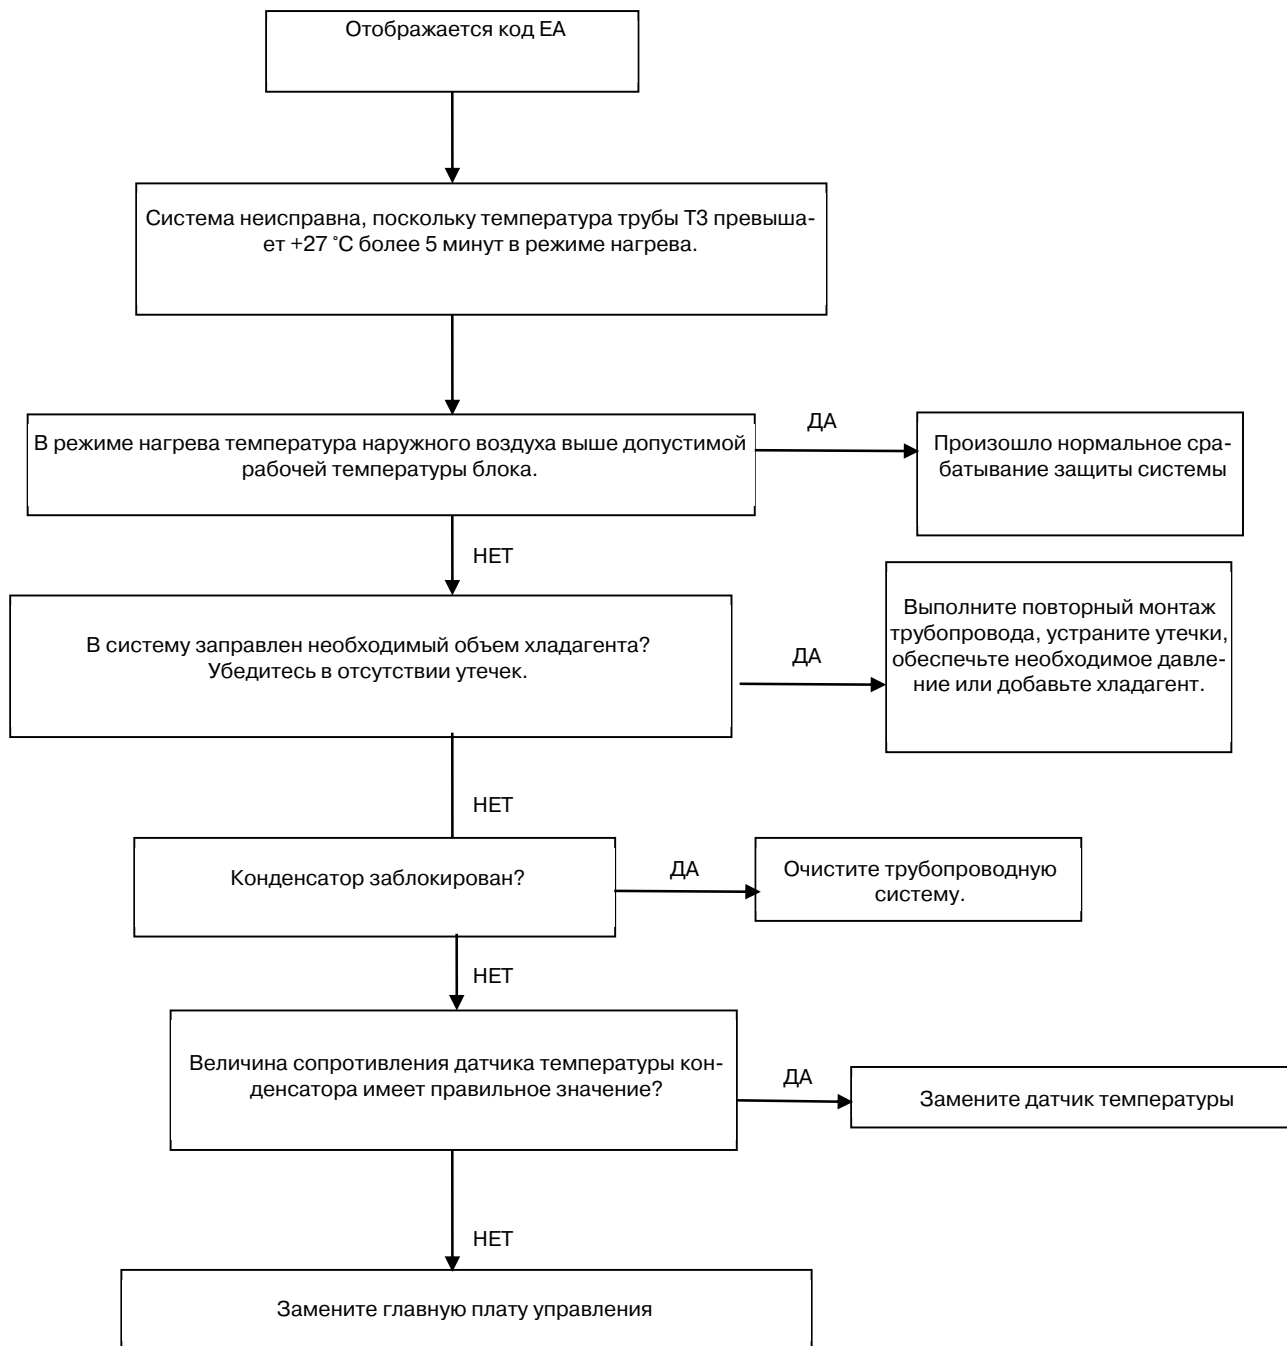 Отображается код EA
Система неисправна, поскольку температура трубы T3 превыша-
ет +27 °C более 5 минут в режиме нагрева.
В режиме нагрева температура наружного воздуха выше допустимой
рабочей температуры блока.
ДА
Произошло нормальное сра-
батывание защиты системы
НЕТ
В систему заправлен необходимый объем хладагента?
Убедитесь в отсутствии утечек.
ДА
Выполните повторный монтаж
трубопровода, устраните утечки,
обеспечьте необходимое давле-
ние или добавьте хладагент.
НЕТ
Конденсатор заблокирован?
ДА
Очистите трубопроводную
систему.
НЕТ
Величина сопротивления датчика температуры кон-
денсатора имеет правильное значение?
ДА
Замените датчик температуры
НЕТ
Замените главную плату управления